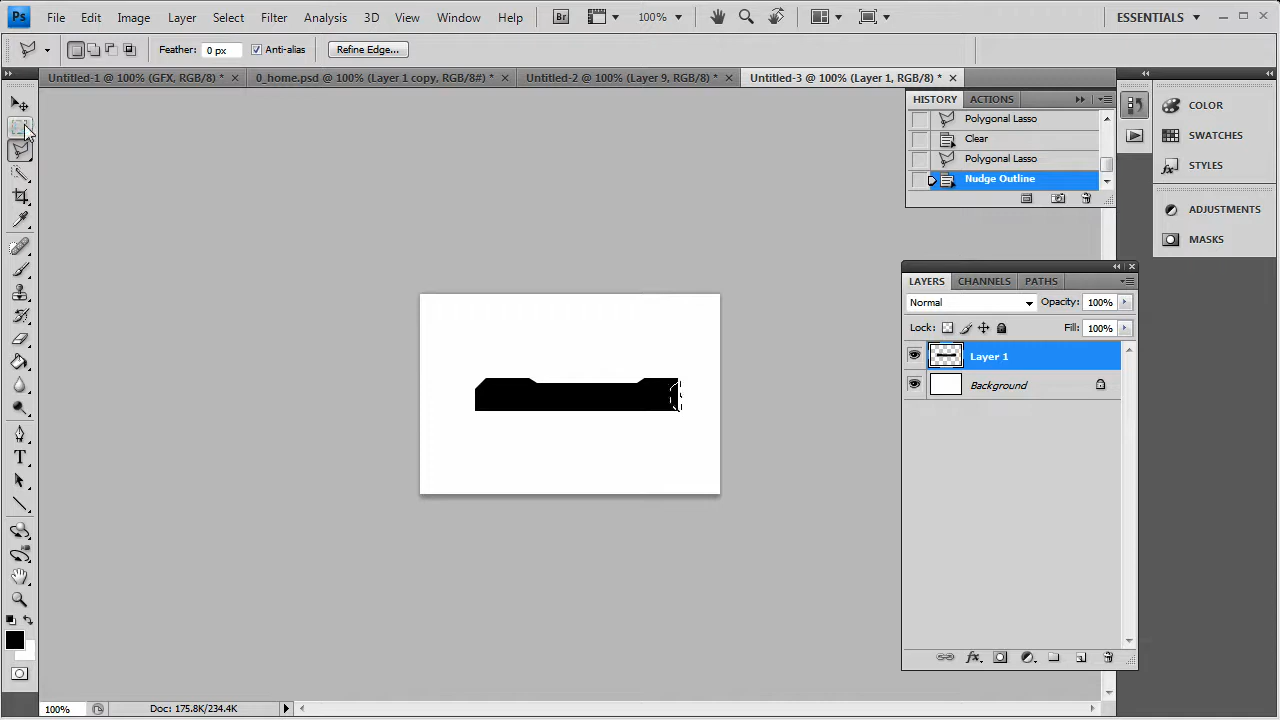 Ps File Edit Image Layer Select Filter Analysis 3D View Window Help Br 100% ESSENTIALS
Feather: 0 px Anti-alias Refine Edge...
Untitled-1 @ 100% (GFX, RGB/8) * 0_home.psd @ 100% (Layer 1 copy, RGB/8#) * Untitled-2 @ 100% (Layer 9, RGB/8) * Untitled-3 @ 100% (Layer 1, RGB/8) *
HISTORY ACTIONS
Polygonal Lasso
Clear
Polygonal Lasso
Nudge Outline
COLOR
SWATCHES
STYLES
ADJUSTMENTS
MASKS
LAYERS CHANNELS PATHS
Normal Opacity: 100%
Lock: Fill: 100%
Layer 1
Background
fx
T
100% Doc: 175.8K/234.4K